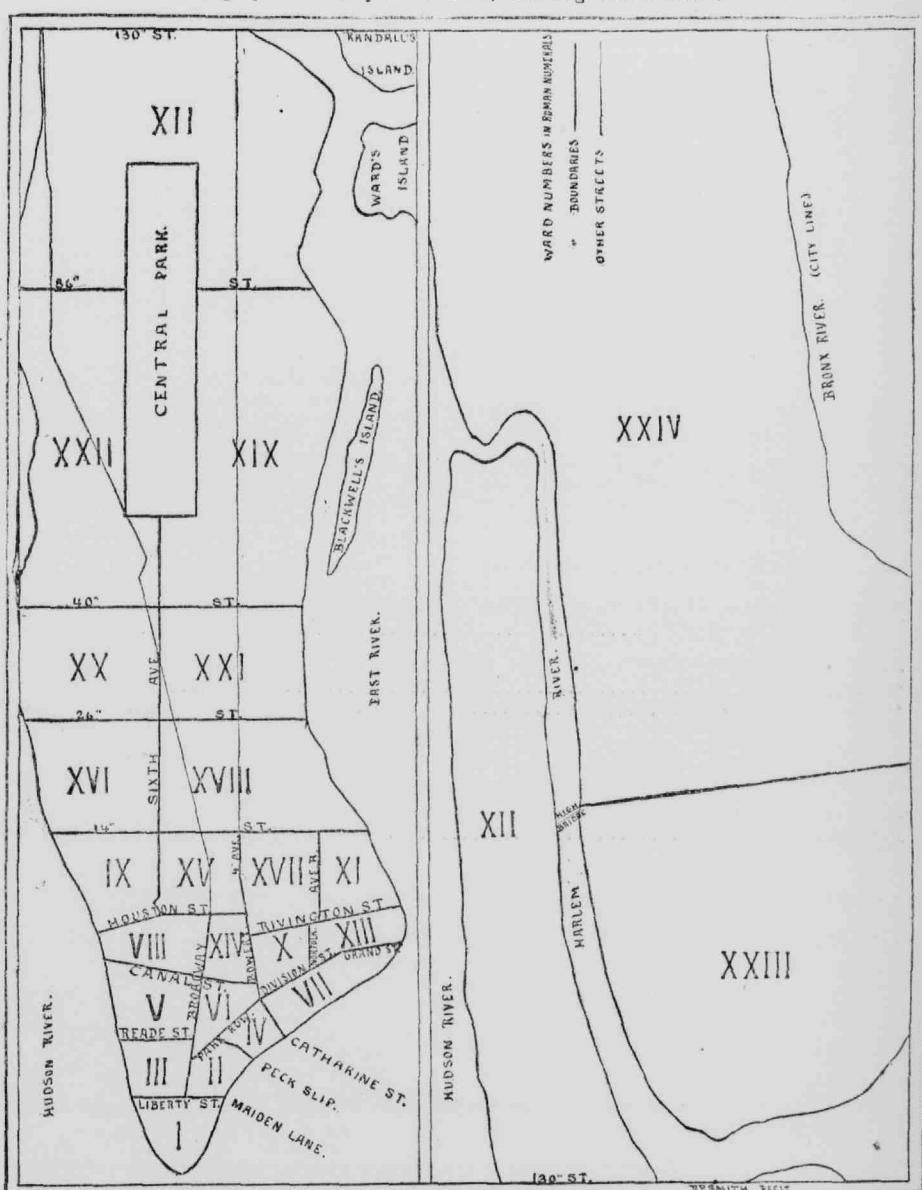 130th ST.
RANDALL'S
ISLAND
XII
WARD'S
ISLAND
86th ST.
CENTRAL PARK.
XXII
XIX
BLACKWELL'S ISLAND
40th ST.
XX
XXI
SIXTH AVE
EAST RIVER.
26th ST.
XVI
XVIII
14th ST.
IX
XV
4th AVE
XVII
AVE B.
XI
HOUSTON ST.
RIVINGTON ST
VIII
XIV
BOWERY
X
NORFOLK
XIII
CANAL ST.
BROADWAY
DIVISION ST.
GRAND ST.
VII
V
VI
READE ST.
PARK ROW.
IV
CATHARINE ST.
HUDSON RIVER.
III
II
PECK SLIP.
LIBERTY ST.
MAIDEN LANE.
I
WARD NUMBERS IN ROMAN NUMERALS
" BOUNDARIES
OTHER STREETS
BRONX RIVER. (CITY LINE)
XXIV
RIVER.
XII
HIGH
BRIDGE
HARLEM
XXIII
HUDSON RIVER.
130th ST.